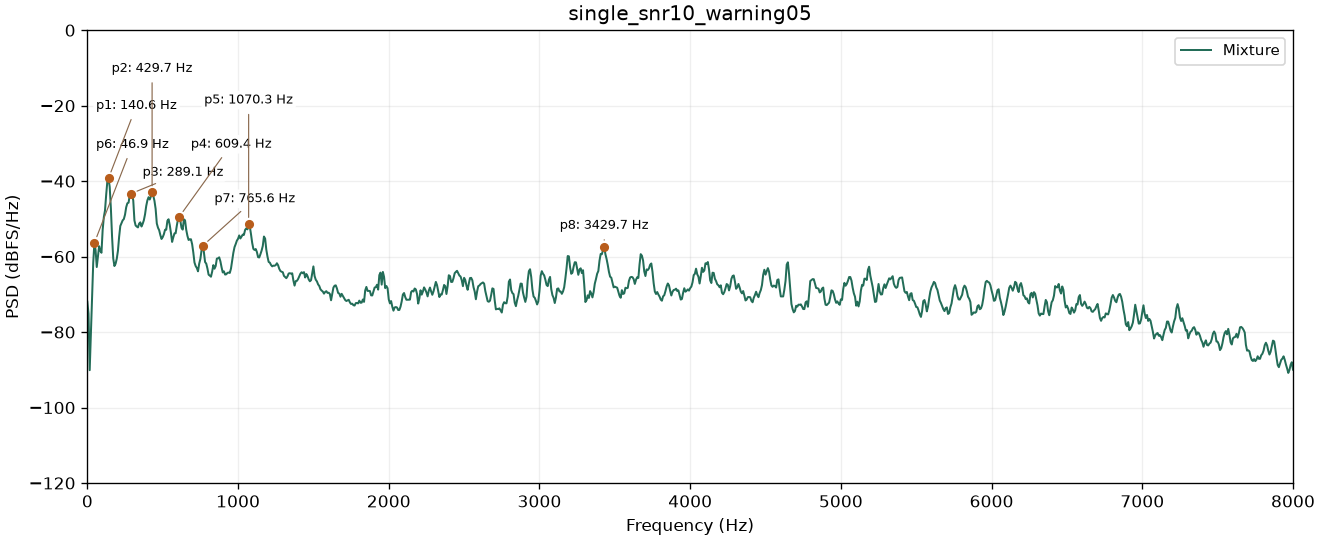 single_snr10_warning05
Mixture
p2: 429.7 Hz
p5: 1070.3 Hz
p1: 140.6 Hz
p6: 46.9 Hz
p4: 609.4 Hz
p3: 289.1 Hz
p7: 765.6 Hz
p8: 3429.7 Hz
PSD (dBFS/Hz)
0
−20
−40
−60
−80
−100
−120
0 1000 2000 3000 4000 5000 6000 7000 8000
Frequency (Hz)